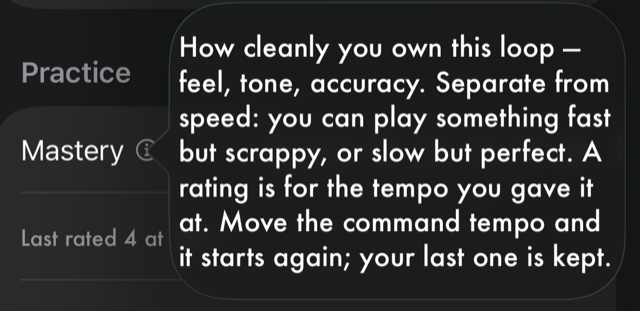 Practice
Mastery
Last rated 4 at
How cleanly you own this loop –
feel, tone, accuracy. Separate from
speed: you can play something fast
but scrappy, or slow but perfect. A
rating is for the tempo you gave it
at. Move the command tempo and
it starts again; your last one is kept.